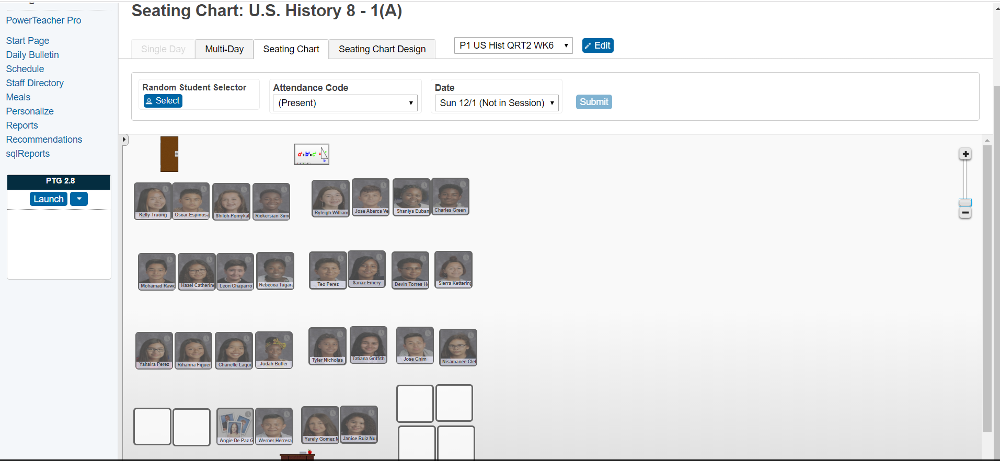 Seating Chart: U.S. History 8 - 1(A)
PowerTeacher Pro
Start Page
Daily Bulletin
Schedule
Staff Directory
Meals
Personalize
Reports
Recommendations
sqlReports
PTG 2.8
Launch
Single Day
Multi-Day
Seating Chart
Seating Chart Design
P1 US Hist QRT2 WK6
Edit
Random Student Selector
Select
Attendance Code
(Present)
Date
Sun 12/1 (Not in Session)
Submit
a²+b²=c²
a
b
Kelly Truong
Oscar Espinosa
Shiloh Pomykal
Rickersian Sim
Ryleigh William
Jose Abarca Ve
Shaniya Euban
Charles Green
Mohamad Raw
Hazel Catherine
Leon Chaparro
Rebecca Tugar
Teo Perez
Sanaz Emery
Devin Torres H
Sierra Kettering
Yahaira Perez
Rihanna Figuer
Chanelle Laqui
Judah Butler
Tyler Nicholas
Tatiana Griffith
Jose Chim
Nisamanee Cle
Angie De Paz G
Werner Herrera
Yarely Gomez
Janice Ruiz Nu